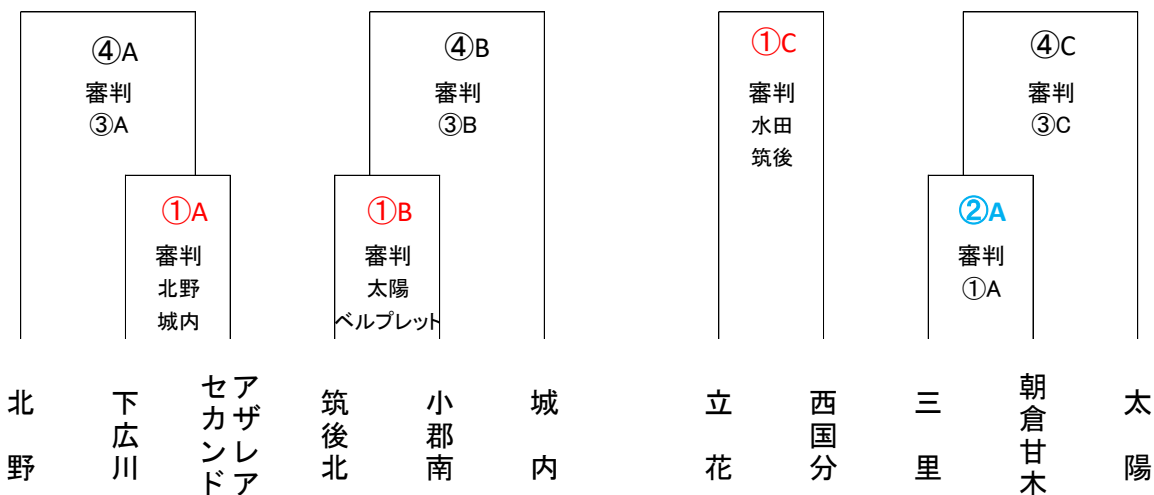 ④A
審判
③A
①A
審判
北野
城内
④B
審判
③B
①B
審判
太陽
ベルプレット
①C
審判
水田
筑後
④C
審判
③C
②A
審判
①A
北野
下広川
アザレア
セカンド
筑後北
小郡南
城内
立花
西国分
三里
朝倉甘木
太陽